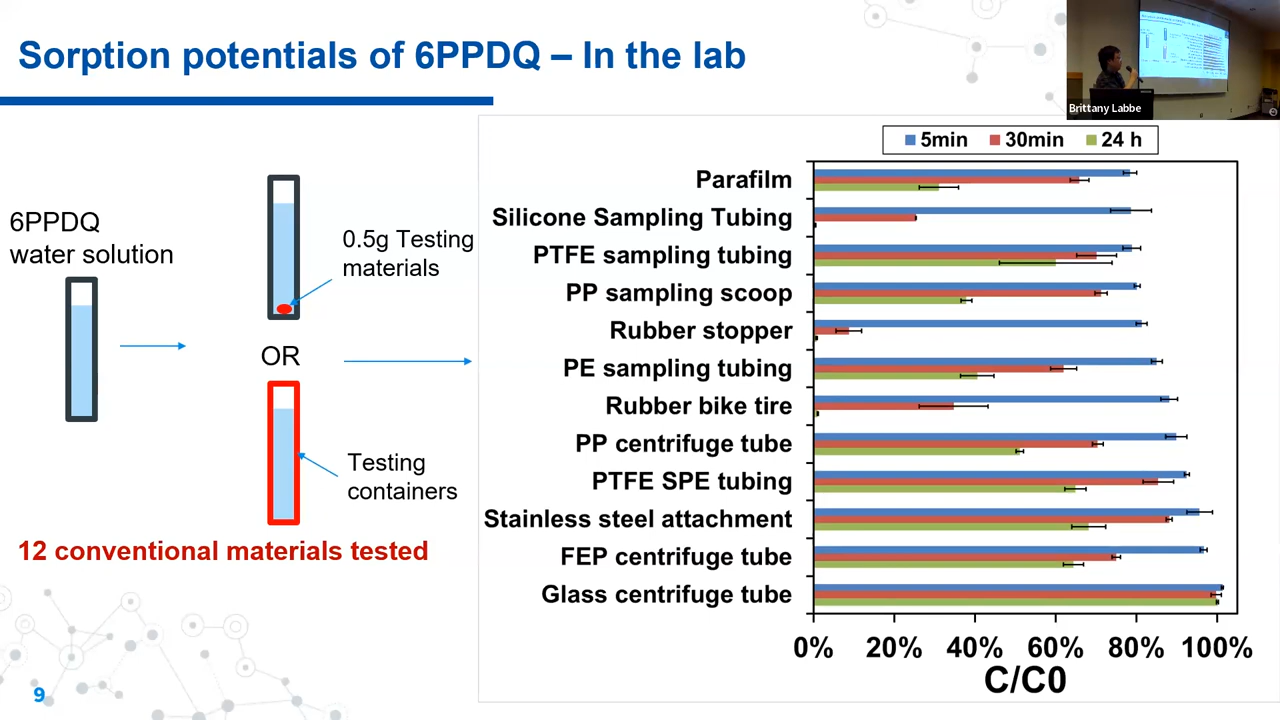 Sorption potentials of 6PPDQ – In the lab
Brittany Labbe
6PPDQ
water solution
0.5g Testing
materials
OR
Testing
containers
12 conventional materials tested
5min 30min 24 h
Parafilm
Silicone Sampling Tubing
PTFE sampling tubing
PP sampling scoop
Rubber stopper
PE sampling tubing
Rubber bike tire
PP centrifuge tube
PTFE SPE tubing
Stainless steel attachment
FEP centrifuge tube
Glass centrifuge tube
0% 20% 40% 60% 80% 100%
C/C0
9